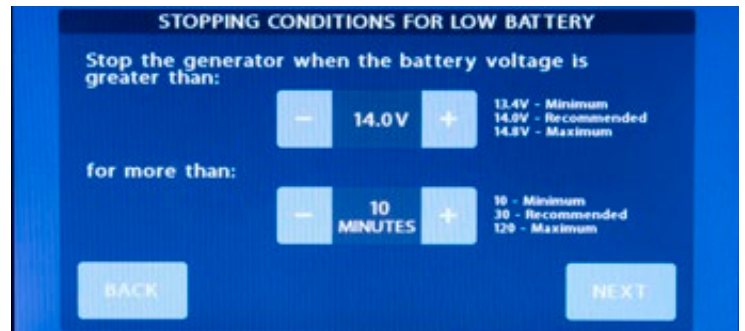 STOPPING CONDITIONS FOR LOW BATTERY
Stop the generator when the battery voltage is
greater than:
− 14.0V +
13.4V - Minimum
14.0V - Recommended
14.8V - Maximum
for more than:
− 10 MINUTES +
10 - Minimum
30 - Recommended
120 - Maximum
BACK
NEXT